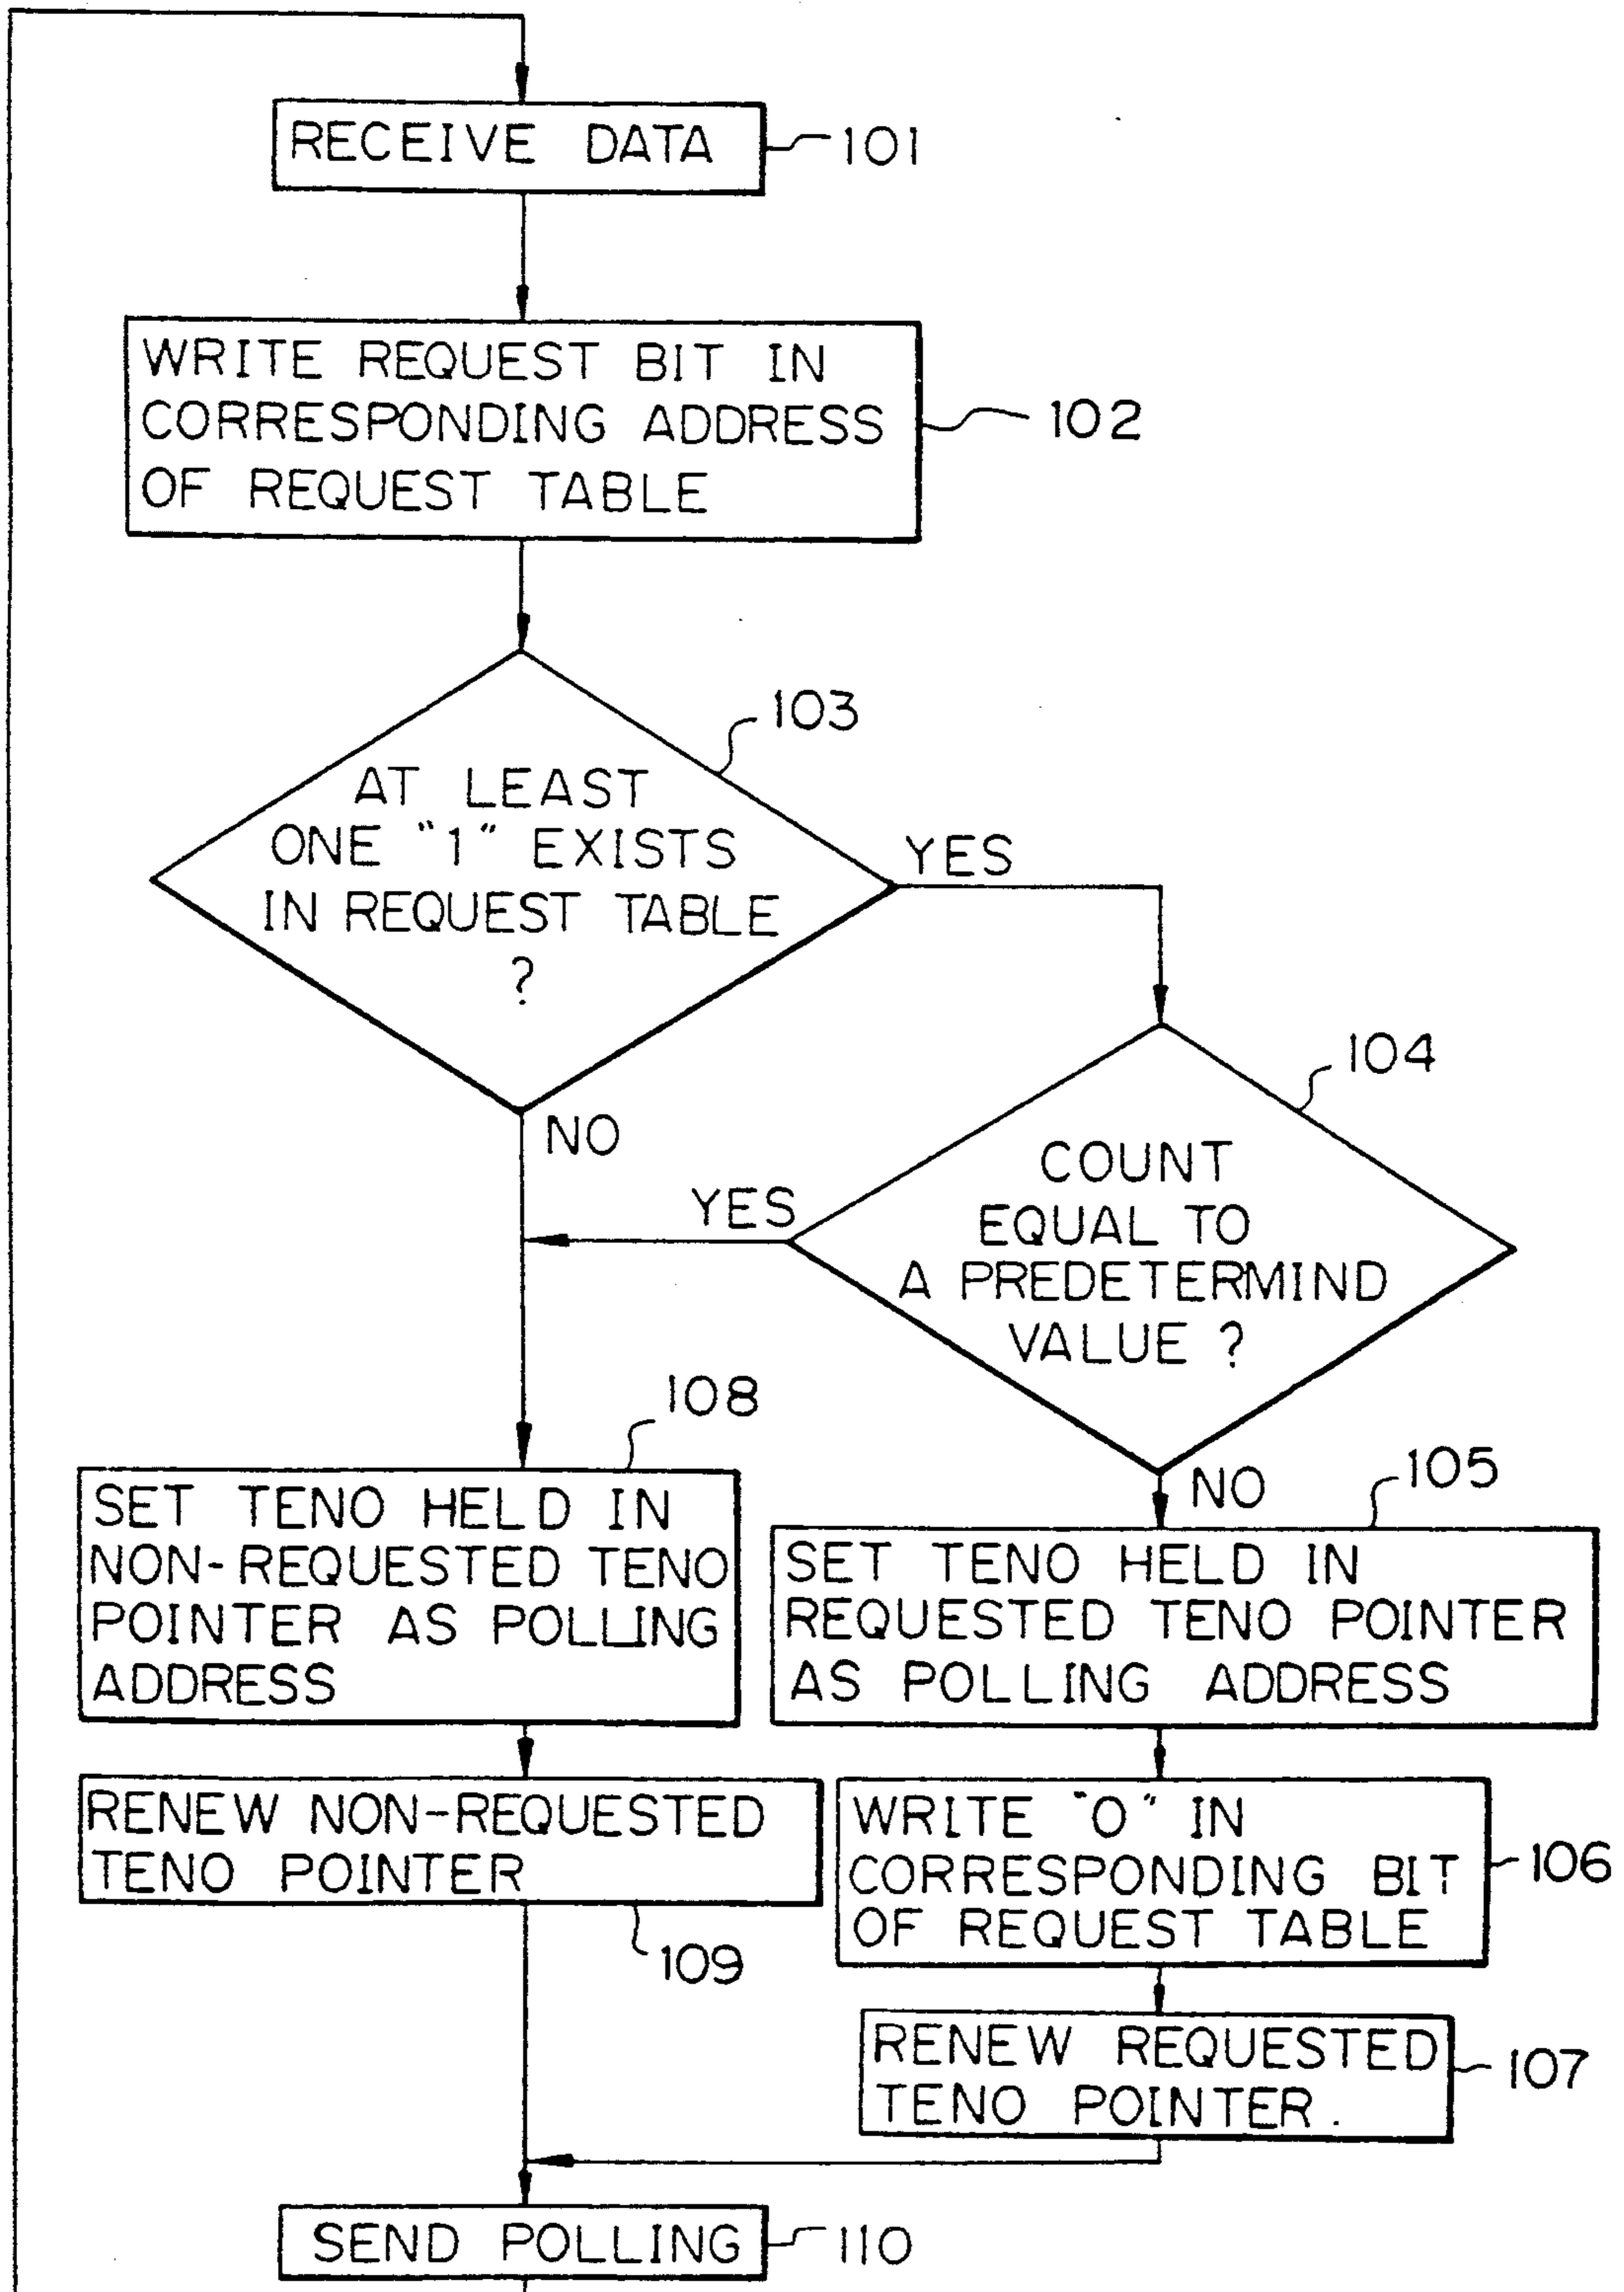 RECEIVE DATA
101
WRITE REQUEST BIT IN
CORRESPONDING ADDRESS
OF REQUEST TABLE
102
103
AT LEAST
ONE "1" EXISTS
IN REQUEST TABLE
?
YES
NO
104
COUNT
EQUAL TO
A PREDETERMIND
VALUE ?
YES
NO
108
SET TENO HELD IN
NON-REQUESTED TENO
POINTER AS POLLING
ADDRESS
105
SET TENO HELD IN
REQUESTED TENO POINTER
AS POLLING ADDRESS
RENEW NON-REQUESTED
TENO POINTER
109
WRITE "0" IN
CORRESPONDING BIT
OF REQUEST TABLE
106
RENEW REQUESTED
TENO POINTER.
107
SEND POLLING
110